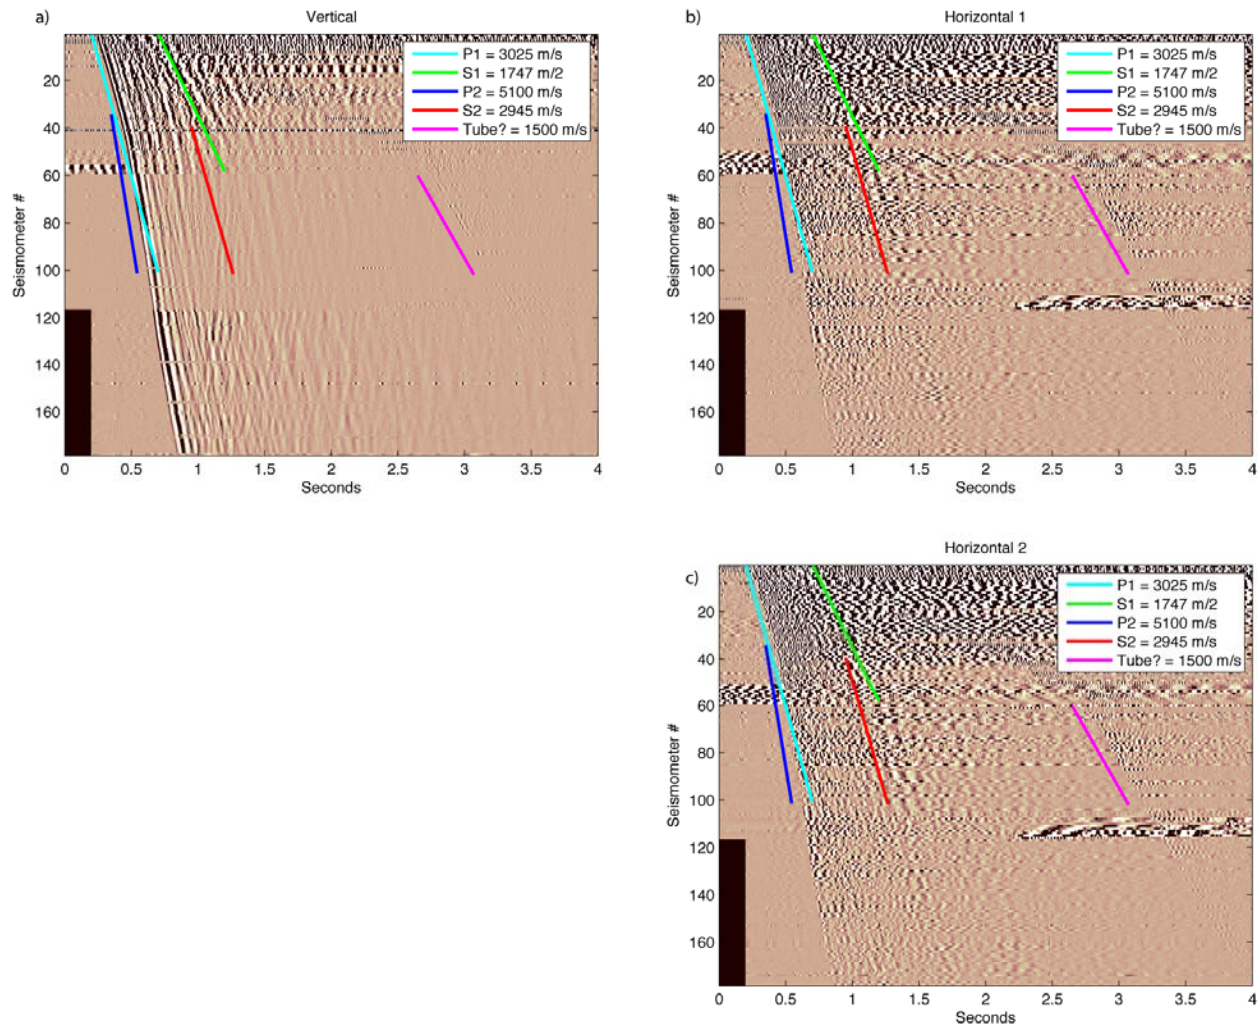 a)
Vertical
P1 = 3025 m/s
S1 = 1747 m/2
P2 = 5100 m/s
S2 = 2945 m/s
Tube? = 1500 m/s
Seismometer #
20
40
60
80
100
120
140
160
0 0.5 1 1.5 2 2.5 3 3.5 4
Seconds
b)
Horizontal 1
P1 = 3025 m/s
S1 = 1747 m/2
P2 = 5100 m/s
S2 = 2945 m/s
Tube? = 1500 m/s
Seismometer #
20
40
60
80
100
120
140
160
0 0.5 1 1.5 2 2.5 3 3.5 4
Seconds
c)
Horizontal 2
P1 = 3025 m/s
S1 = 1747 m/2
P2 = 5100 m/s
S2 = 2945 m/s
Tube? = 1500 m/s
Seismometer #
20
40
60
80
100
120
140
160
0 0.5 1 1.5 2 2.5 3 3.5 4
Seconds